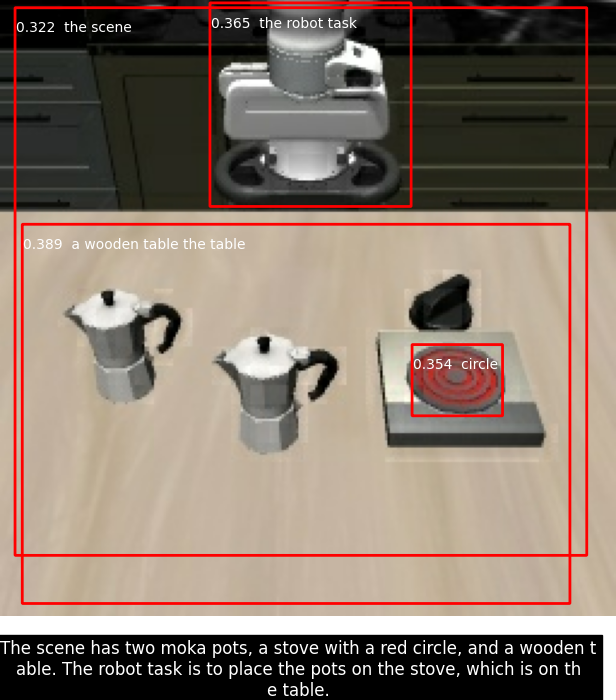 0.322 the scene
0.365 the robot task
0.389 a wooden table the table
0.354 circle
The scene has two moka pots, a stove with a red circle, and a wooden t
able. The robot task is to place the pots on the stove, which is on th
e table.